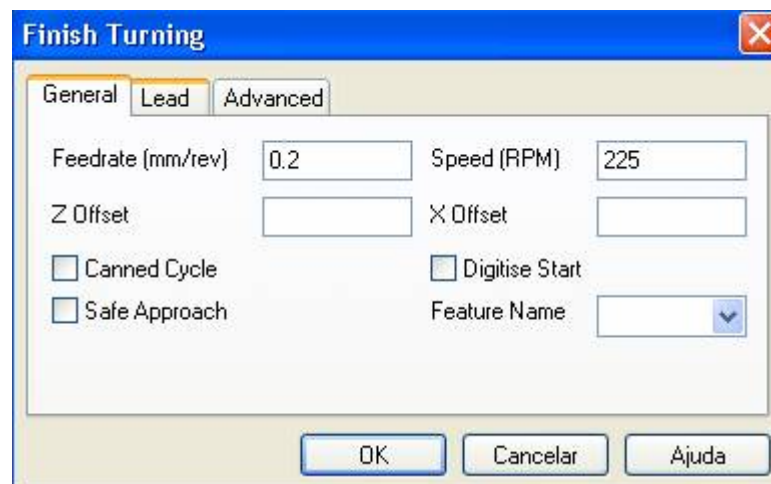 Finish Turning
General Lead Advanced
Feedrate (mm/rev) 0.2 Speed (RPM) 225
Z Offset X Offset
Canned Cycle Digitise Start
Safe Approach Feature Name
OK Cancelar Ajuda